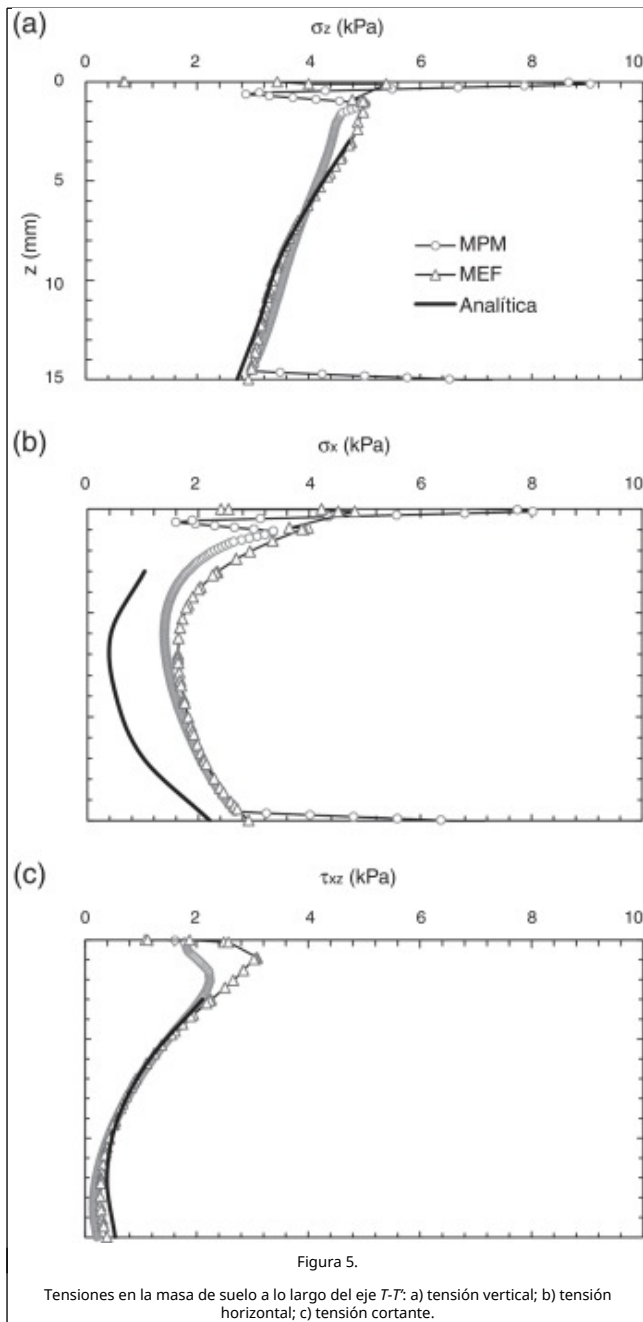 (a)
σz (kPa)
0 2 4 6 8 10
0
5
10
15
z (mm)
MPM
MEF
Analítica
(b)
σx (kPa)
0 2 4 6 8 10
(c)
τxz (kPa)
0 2 4 6 8 10
Figura 5.
Tensiones en la masa de suelo a lo largo del eje T-T': a) tensión vertical; b) tensión
horizontal; c) tensión cortante.